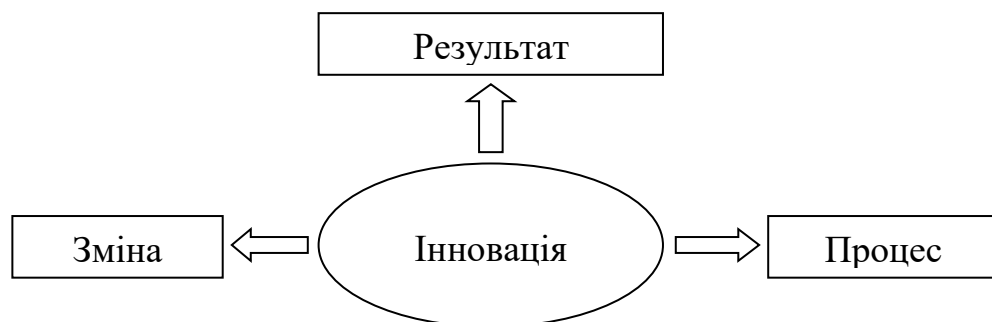 Результат
Зміна
Інновація
Процес